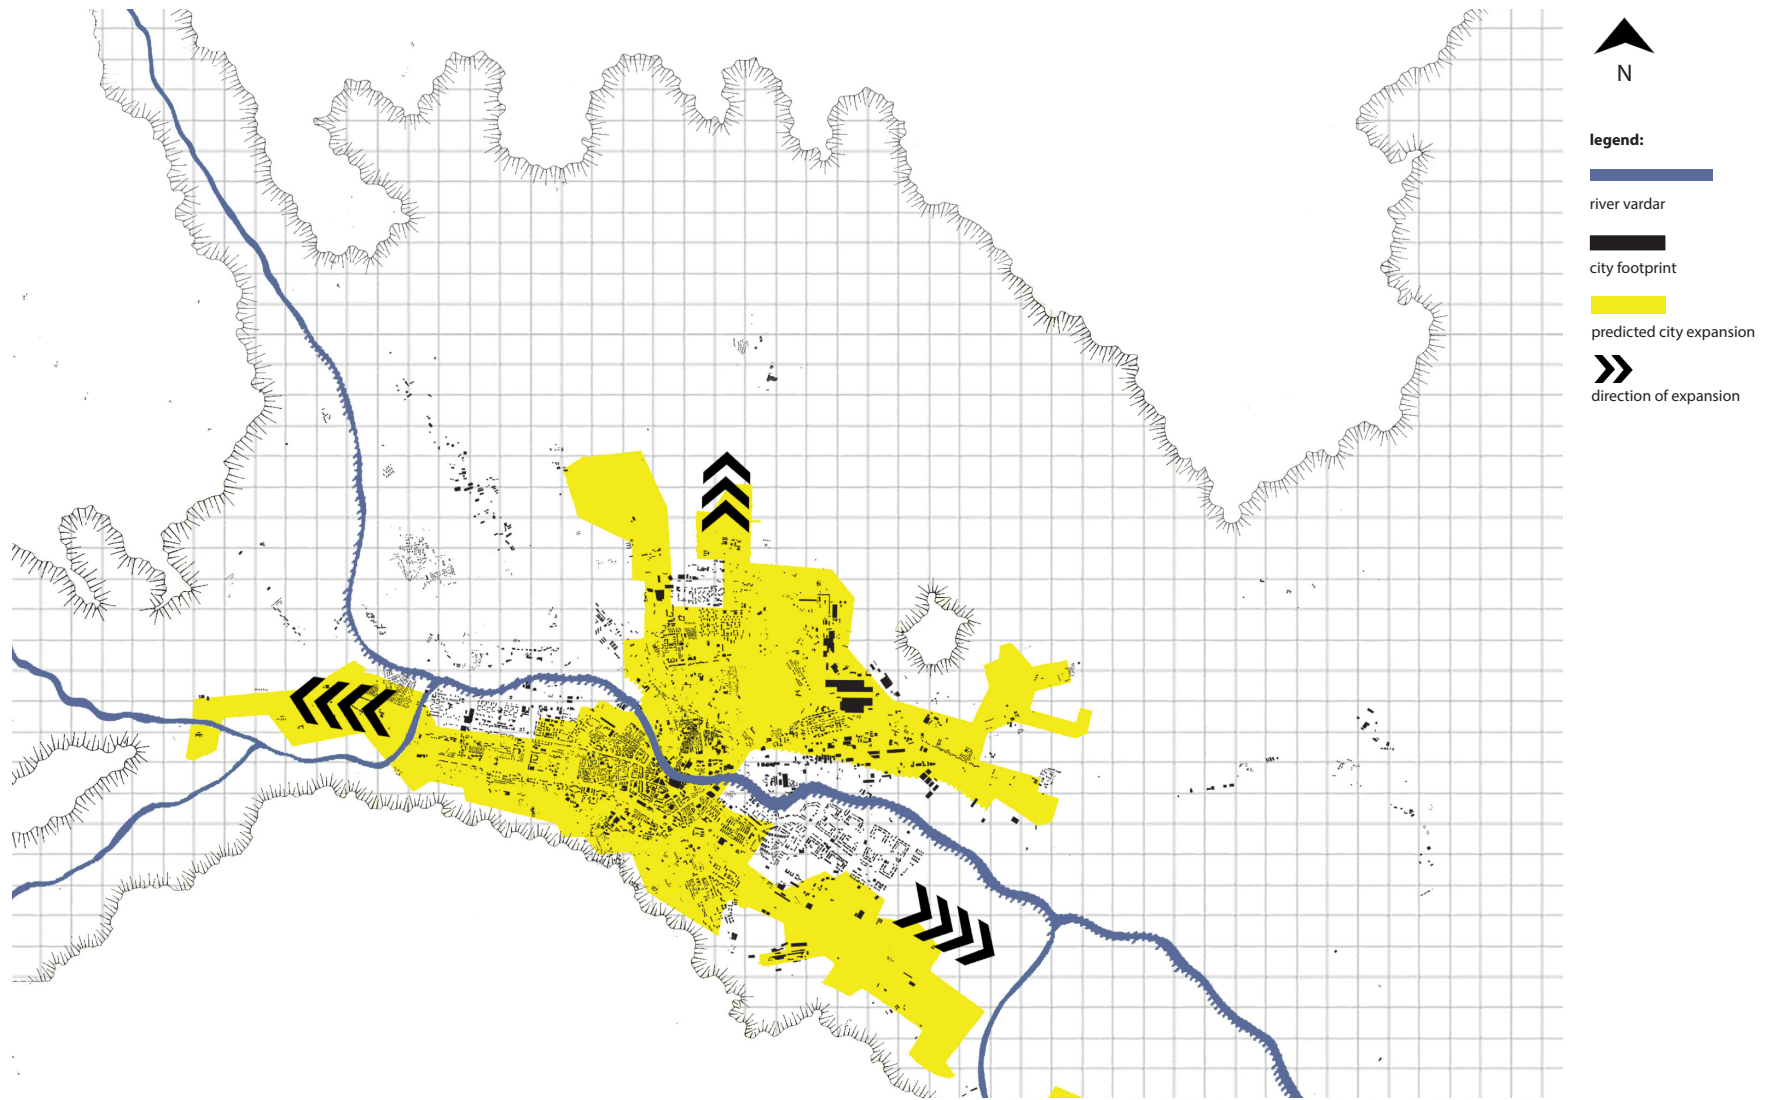 N
legend:
river vardar
city footprint
predicted city expansion
direction of expansion